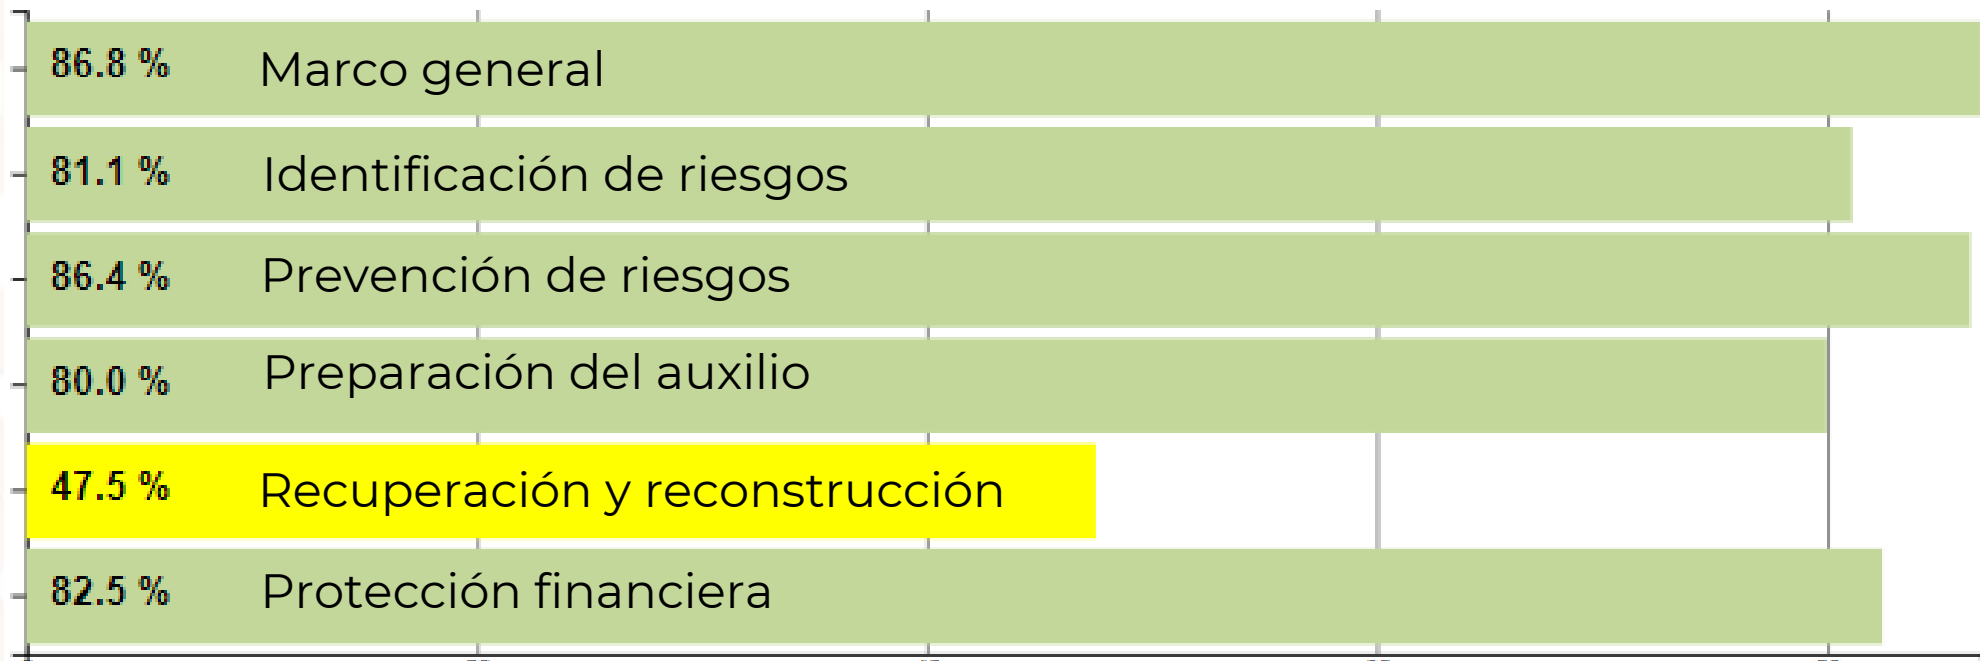 86.8 % Marco general
81.1 % Identificación de riesgos
86.4 % Prevención de riesgos
80.0 % Preparación del auxilio
47.5 % Recuperación y reconstrucción
82.5 % Protección financiera